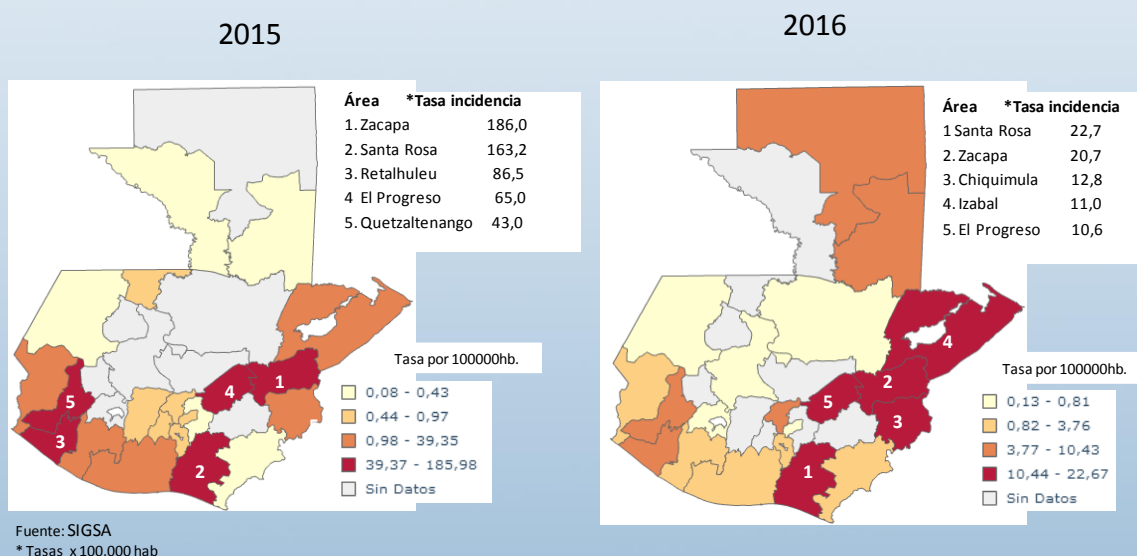 2015
Área *Tasa incidencia
1. Zacapa 186,0
2. Santa Rosa 163,2
3. Retalhuleu 86,5
4 El Progreso 65,0
5. Quetzaltenango 43,0
5
3
4
1
2
Tasa por 100000hb.
0,08 - 0,43
0,44 - 0,97
0,98 - 39,35
39,37 - 185,98
Sin Datos
Fuente: SIGSA
* Tasas x 100.000 hab
2016
Área *Tasa incidencia
1 Santa Rosa 22,7
2. Zacapa 20,7
3. Chiquimula 12,8
4. Izabal 11,0
5. El Progreso 10,6
4
2
5
3
1
Tasa por 100000hb.
0,13 - 0,81
0,82 - 3,76
3,77 - 10,43
10,44 - 22,67
Sin Datos